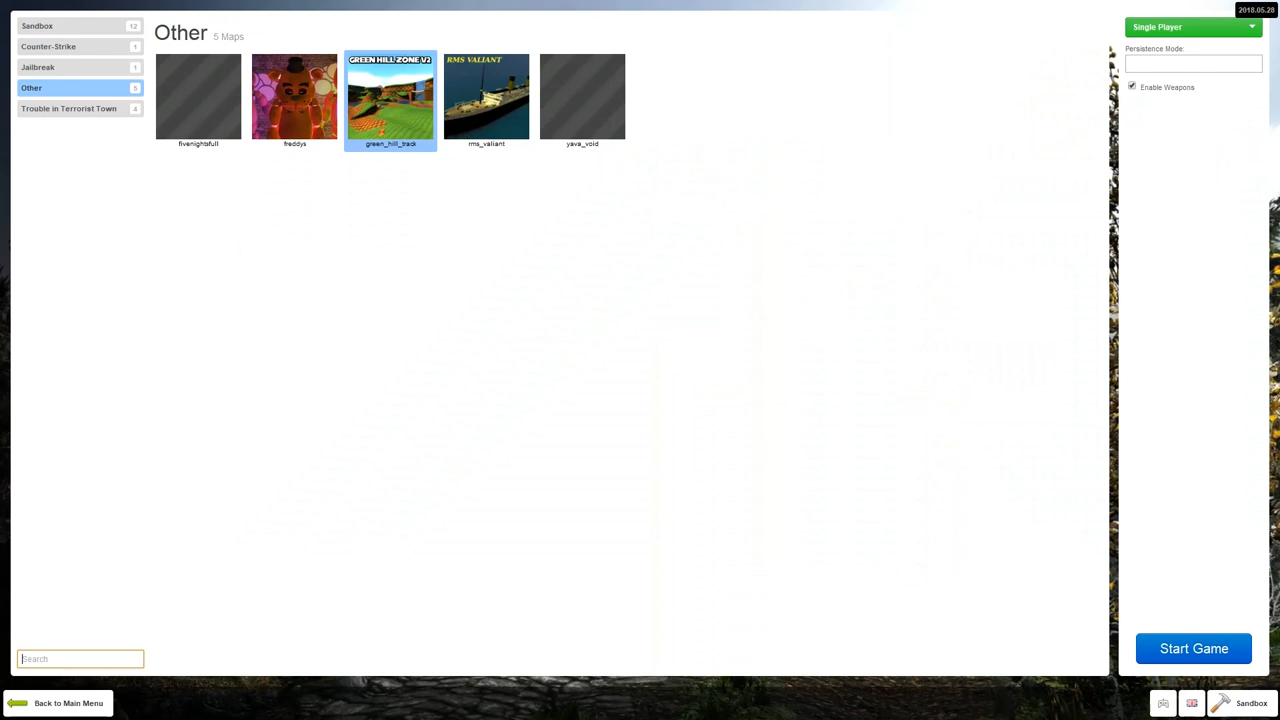 2018.05.28
Sandbox 12
Counter-Strike 1
Jailbreak 1
Other 5
Trouble in Terrorist Town 4
Other 5 Maps
fivenightsfull
freddys
GREEN HILL ZONE V2
green_hill_track
RMS VALIANT
rms_valiant
yava_void
Single Player
Persistence Mode:
Enable Weapons
Search
Start Game
Back to Main Menu
Sandbox